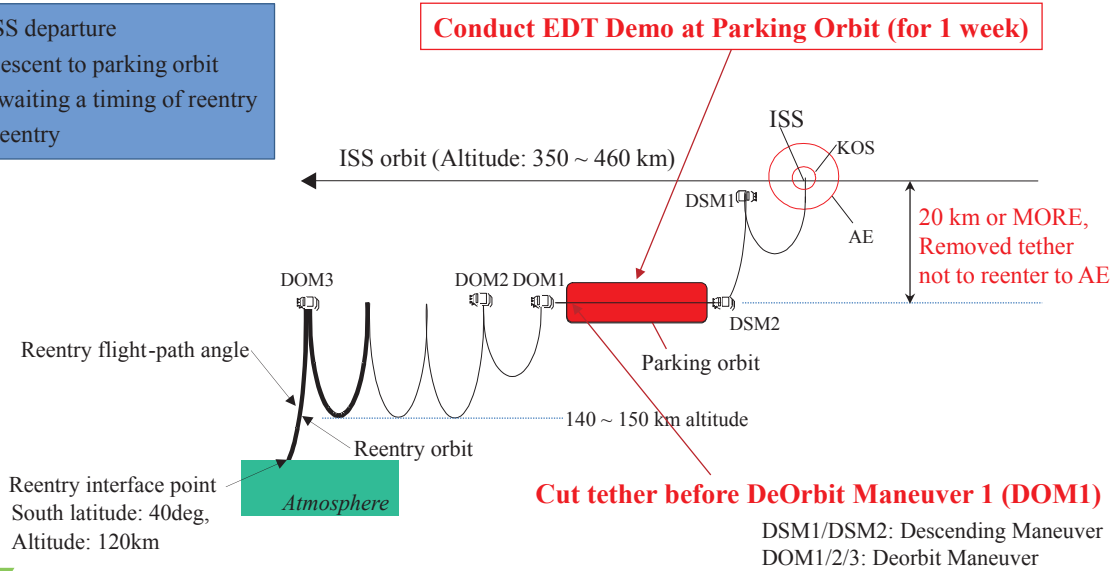 SS departure
escent to parking orbit
waiting a timing of reentry
eentry
Conduct EDT Demo at Parking Orbit (for 1 week)
ISS
KOS
ISS orbit (Altitude: 350 ~ 460 km)
DSM1
AE
20 km or MORE,
Removed tether
not to reenter to AE
DOM3
DOM2 DOM1
DSM2
Reentry flight-path angle
Parking orbit
140 ~ 150 km altitude
Reentry orbit
Reentry interface point
South latitude: 40deg,
Altitude: 120km
Atmosphere
Cut tether before DeOrbit Maneuver 1 (DOM1)
DSM1/DSM2: Descending Maneuver
DOM1/2/3: Deorbit Maneuver